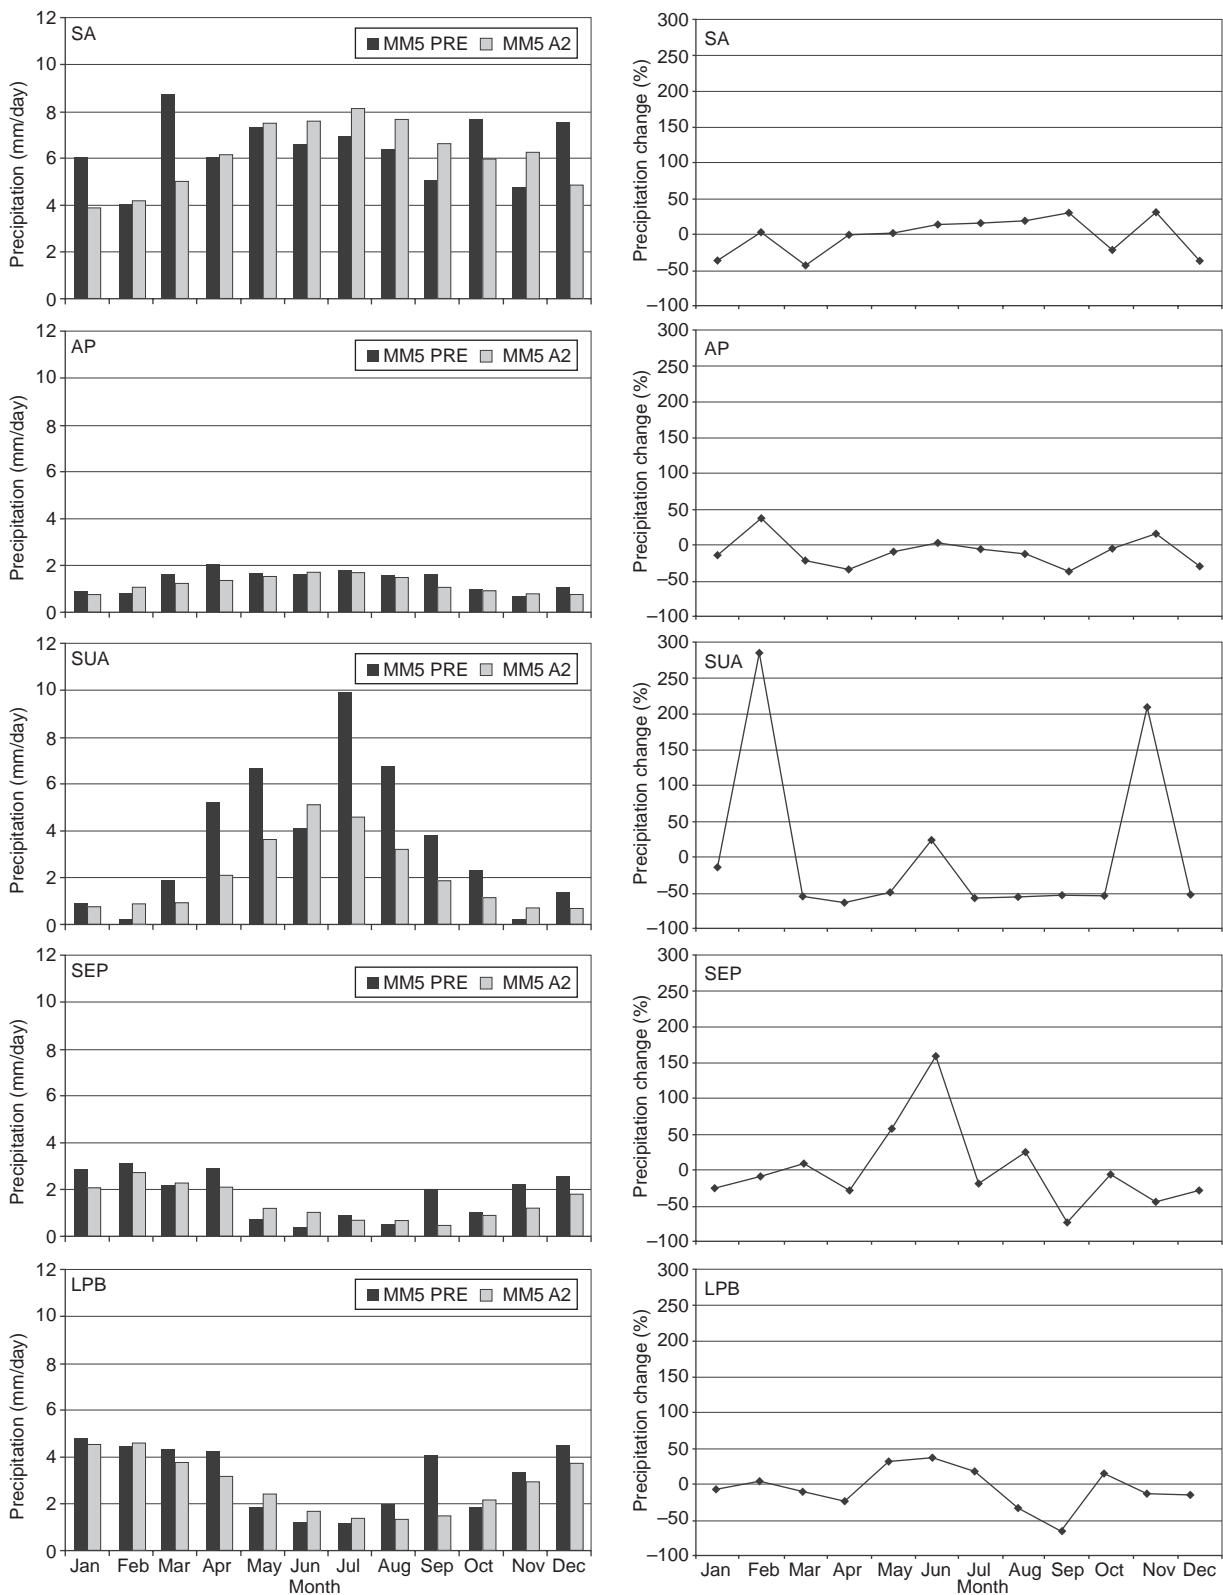 SA
MM5 PRE MM5 A2
Precipitation (mm/day)
12
10
8
6
4
2
0
SA
Precipitation change (%)
300
250
200
150
100
50
0
–50
–100
AP
MM5 PRE MM5 A2
Precipitation (mm/day)
12
10
8
6
4
2
0
AP
Precipitation change (%)
300
250
200
150
100
50
0
–50
–100
SUA
MM5 PRE MM5 A2
Precipitation (mm/day)
12
10
8
6
4
2
0
SUA
Precipitation change (%)
300
250
200
150
100
50
0
–50
–100
SEP
MM5 PRE MM5 A2
Precipitation (mm/day)
12
10
8
6
4
2
0
SEP
Precipitation change (%)
300
250
200
150
100
50
0
–50
–100
LPB
MM5 PRE MM5 A2
Precipitation (mm/day)
12
10
8
6
4
2
0
Jan Feb Mar Apr May Jun Jul Aug Sep Oct Nov Dec
Month
LPB
Precipitation change (%)
300
250
200
150
100
50
0
–50
–100
Jan Feb Mar Apr May Jun Jul Aug Sep Oct Nov Dec
Month